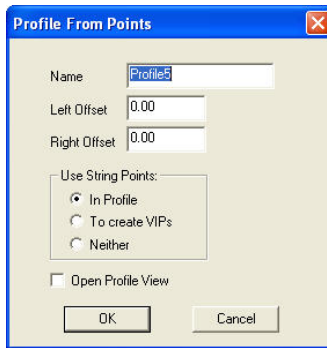 Profile From Points
Name Profile5
Left Offset 0.00
Right Offset 0.00
Use String Points:
In Profile
To create VIPs
Neither
Open Profile View
OK Cancel